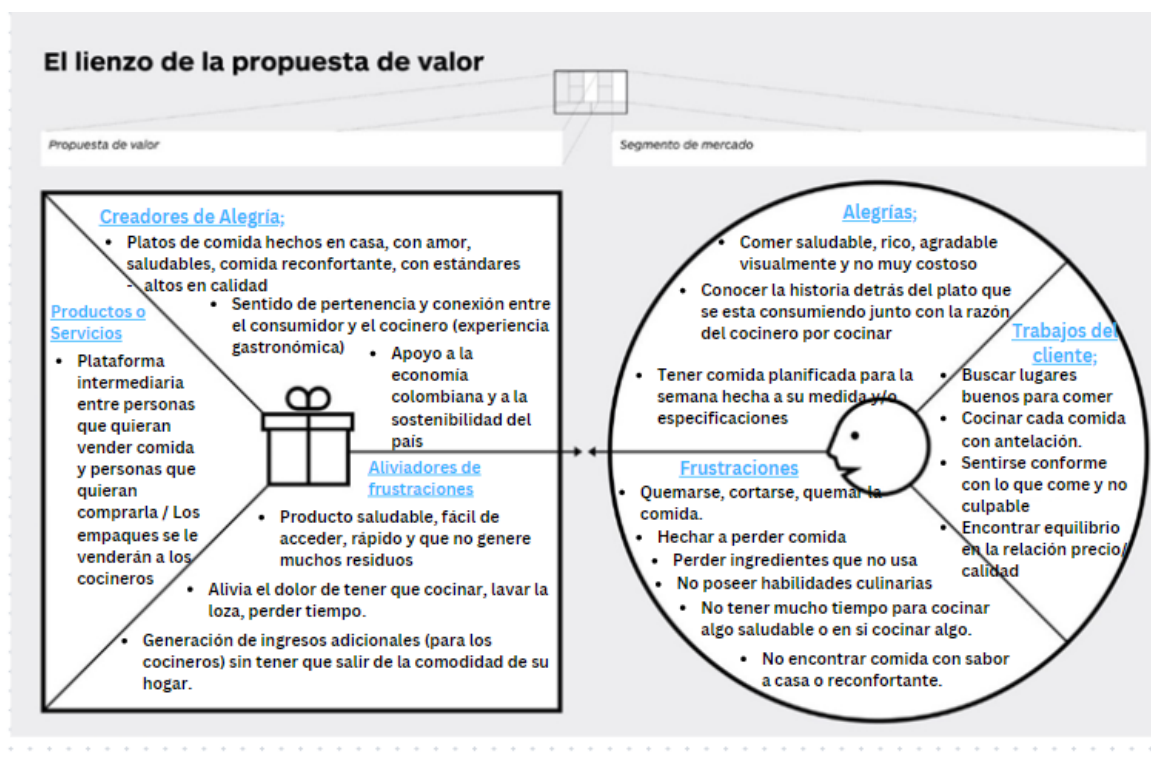 El lienzo de la propuesta de valor
Propuesta de valor
Segmento de mercado
Creadores de Alegría;
• Platos de comida hechos en casa, con amor,
saludables, comida reconfortante, con estándares
- altos en calidad
• Sentido de pertenencia y conexión entre
el consumidor y el cocinero (experiencia
gastronómica)
• Apoyo a la
economía
colombiana y a la
sostenibilidad del
país
Productos o
Servicios
• Plataforma
intermediaria
entre personas
que quieran
vender comida
y personas que
quieran
comprarla / Los
empaques se le
venderán a los
cocineros
Aliviadores de
frustraciones
• Producto saludable, fácil de
acceder, rápido y que no genere
muchos residuos
• Alivia el dolor de tener que cocinar, lavar la
loza, perder tiempo.
• Generación de ingresos adicionales (para los
cocineros) sin tener que salir de la comodidad de su
hogar.
Alegrías;
• Comer saludable, rico, agradable
visualmente y no muy costoso
• Conocer la historia detrás del plato que
se esta consumiendo junto con la razón
del cocinero por cocinar
• Tener comida planificada para la
semana hecha a su medida y/o
especificaciones
Trabajos del
cliente;
• Buscar lugares
buenos para comer
• Cocinar cada comida
con antelación.
• Sentirse conforme
con lo que come y no
culpable
• Encontrar equilibrio
en la relación precio/
calidad
Frustraciones
• Quemarse, cortarse, quemar la
comida.
• Hechar a perder comida
• Perder ingredientes que no usa
• No poseer habilidades culinarias
• No tener mucho tiempo para cocinar
algo saludable o en si cocinar algo.
• No encontrar comida con sabor
a casa o reconfortante.